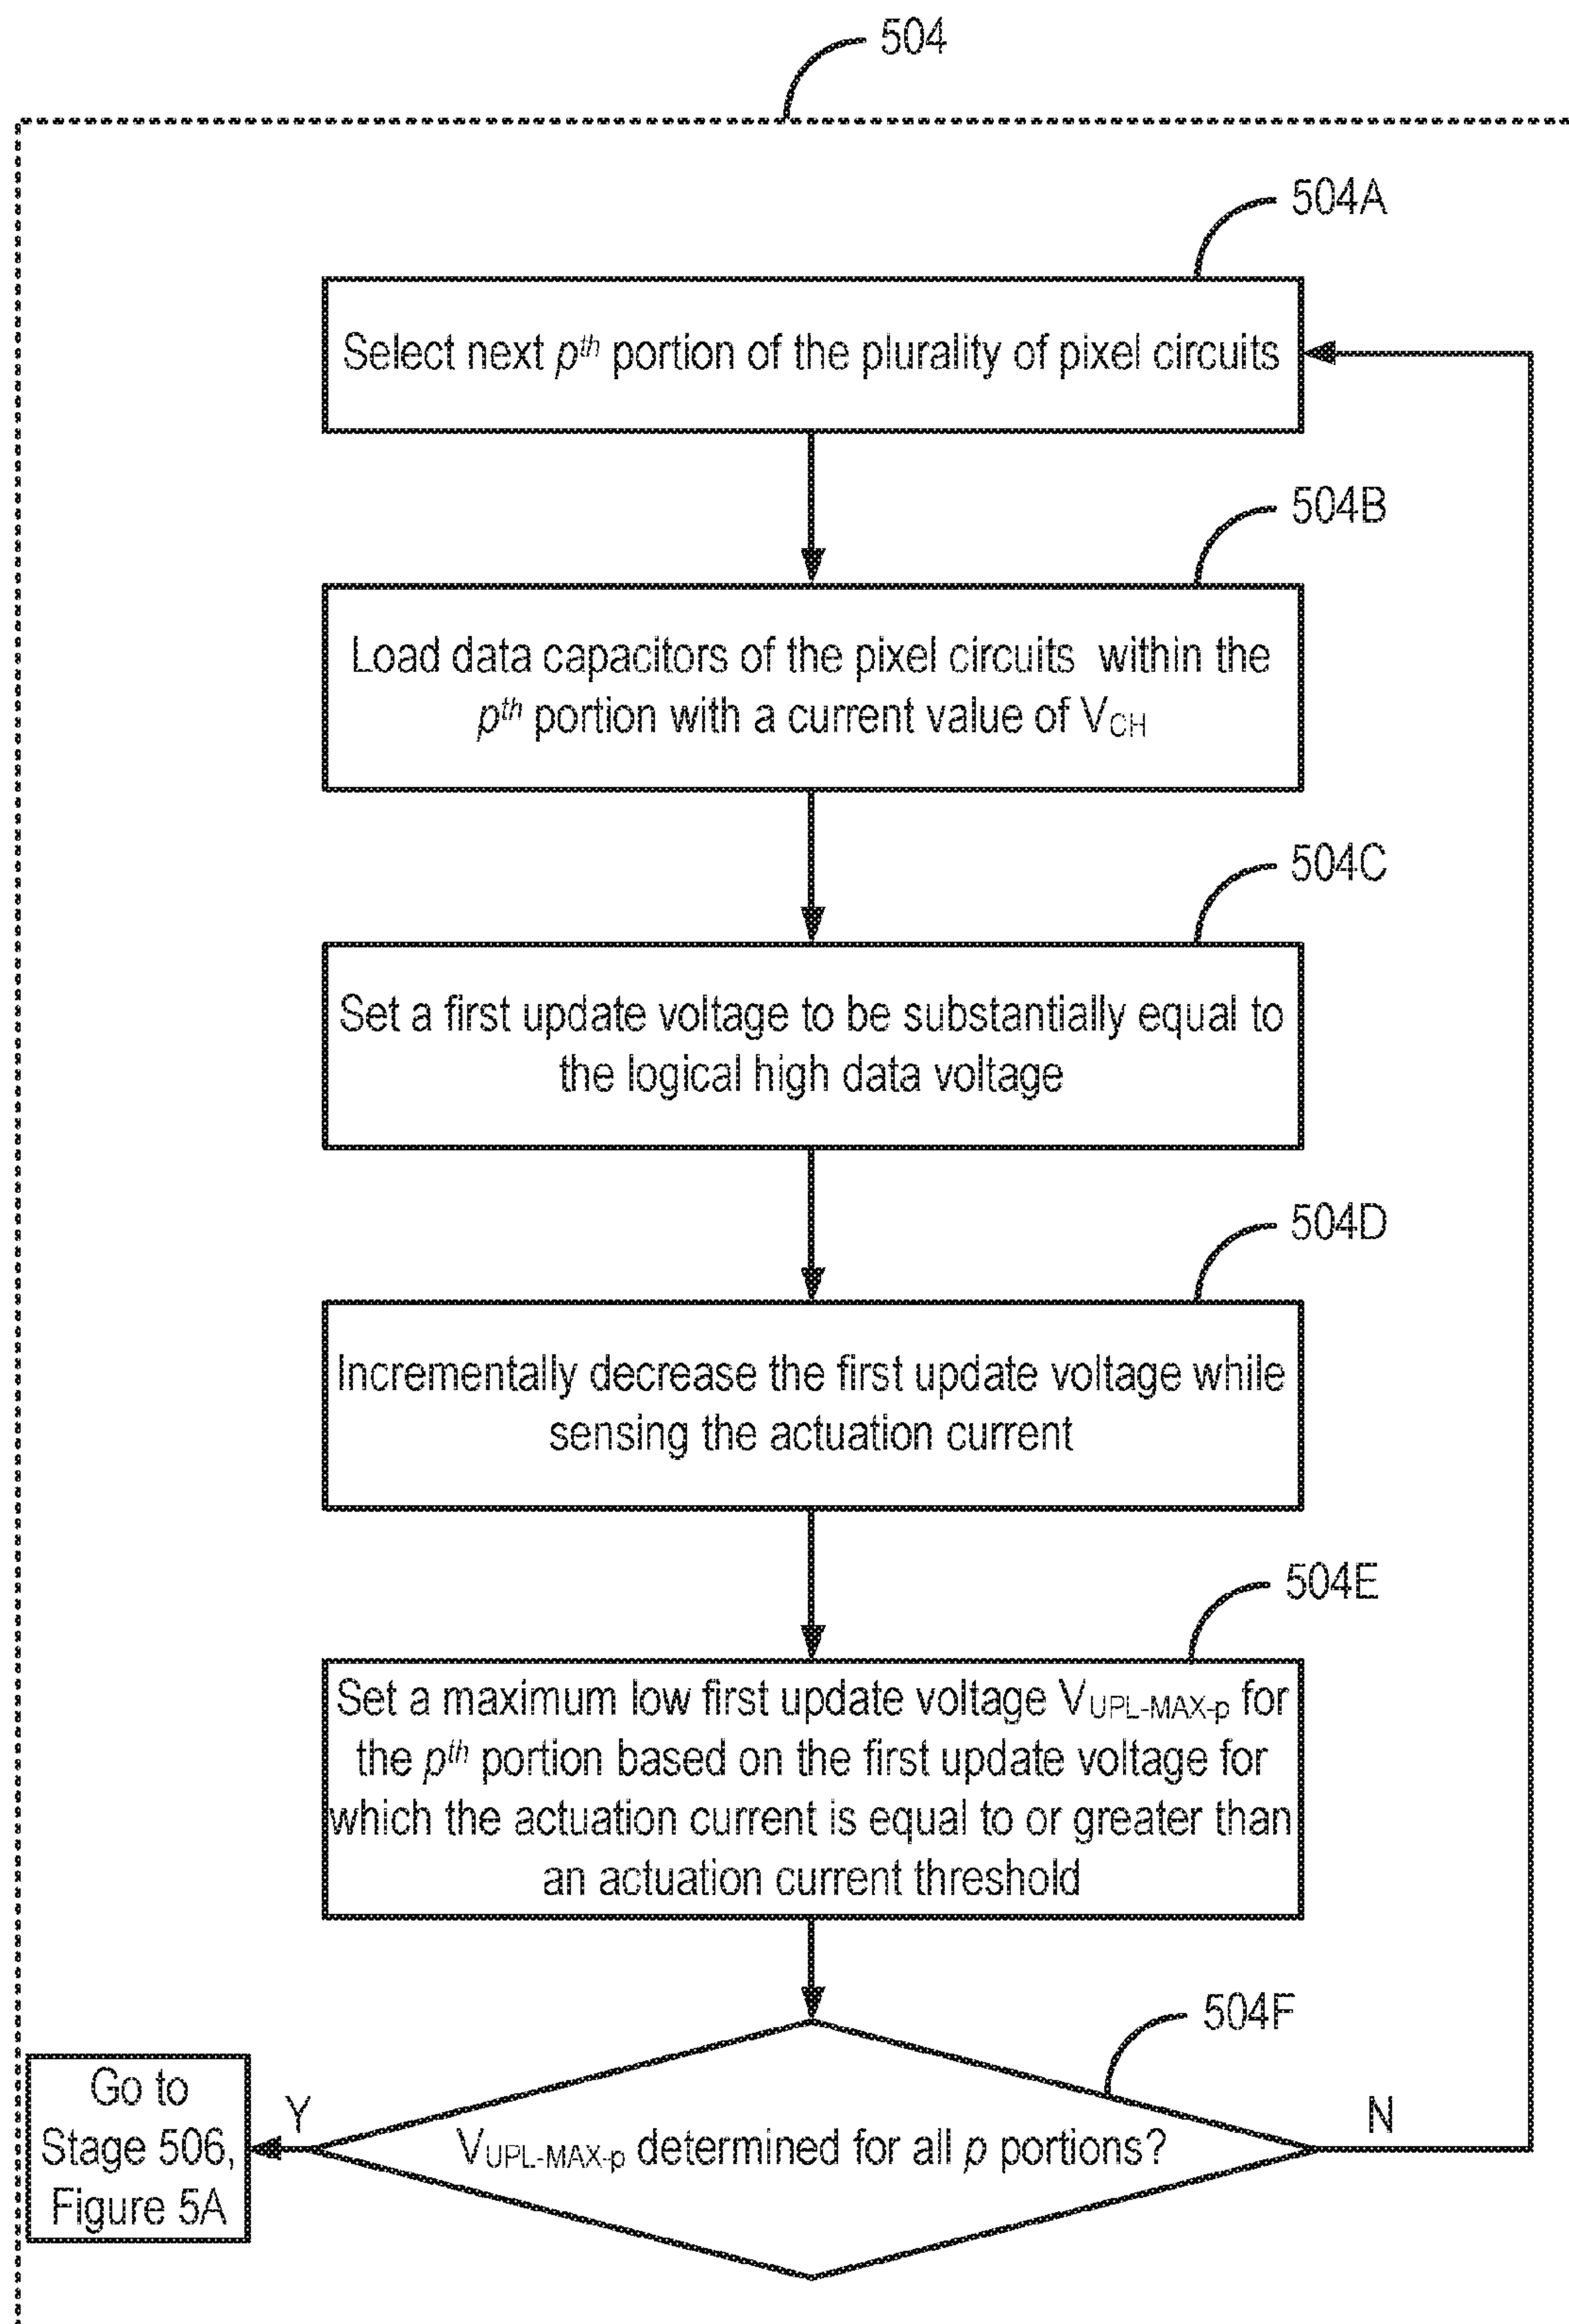 504
504A
Select next pth portion of the plurality of pixel circuits
504B
Load data capacitors of the pixel circuits within the
pth portion with a current value of VCH
504C
Set a first update voltage to be substantially equal to
the logical high data voltage
504D
Incrementally decrease the first update voltage while
sensing the actuation current
504E
Set a maximum low first update voltage VUPL-MAX-p for
the pth portion based on the first update voltage for
which the actuation current is equal to or greater than
an actuation current threshold
504F
Go to
Stage 506,
Figure 5A
Y
VUPL-MAX-p determined for all p portions?
N